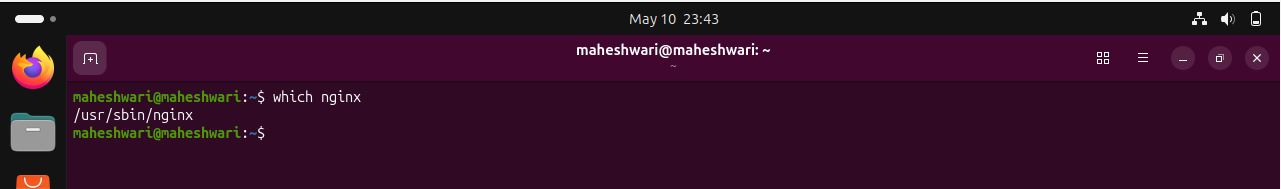 May 10 23:43
maheshwari@maheshwari: ~
~
maheshwari@maheshwari:~$ which nginx
/usr/sbin/nginx
maheshwari@maheshwari:~$